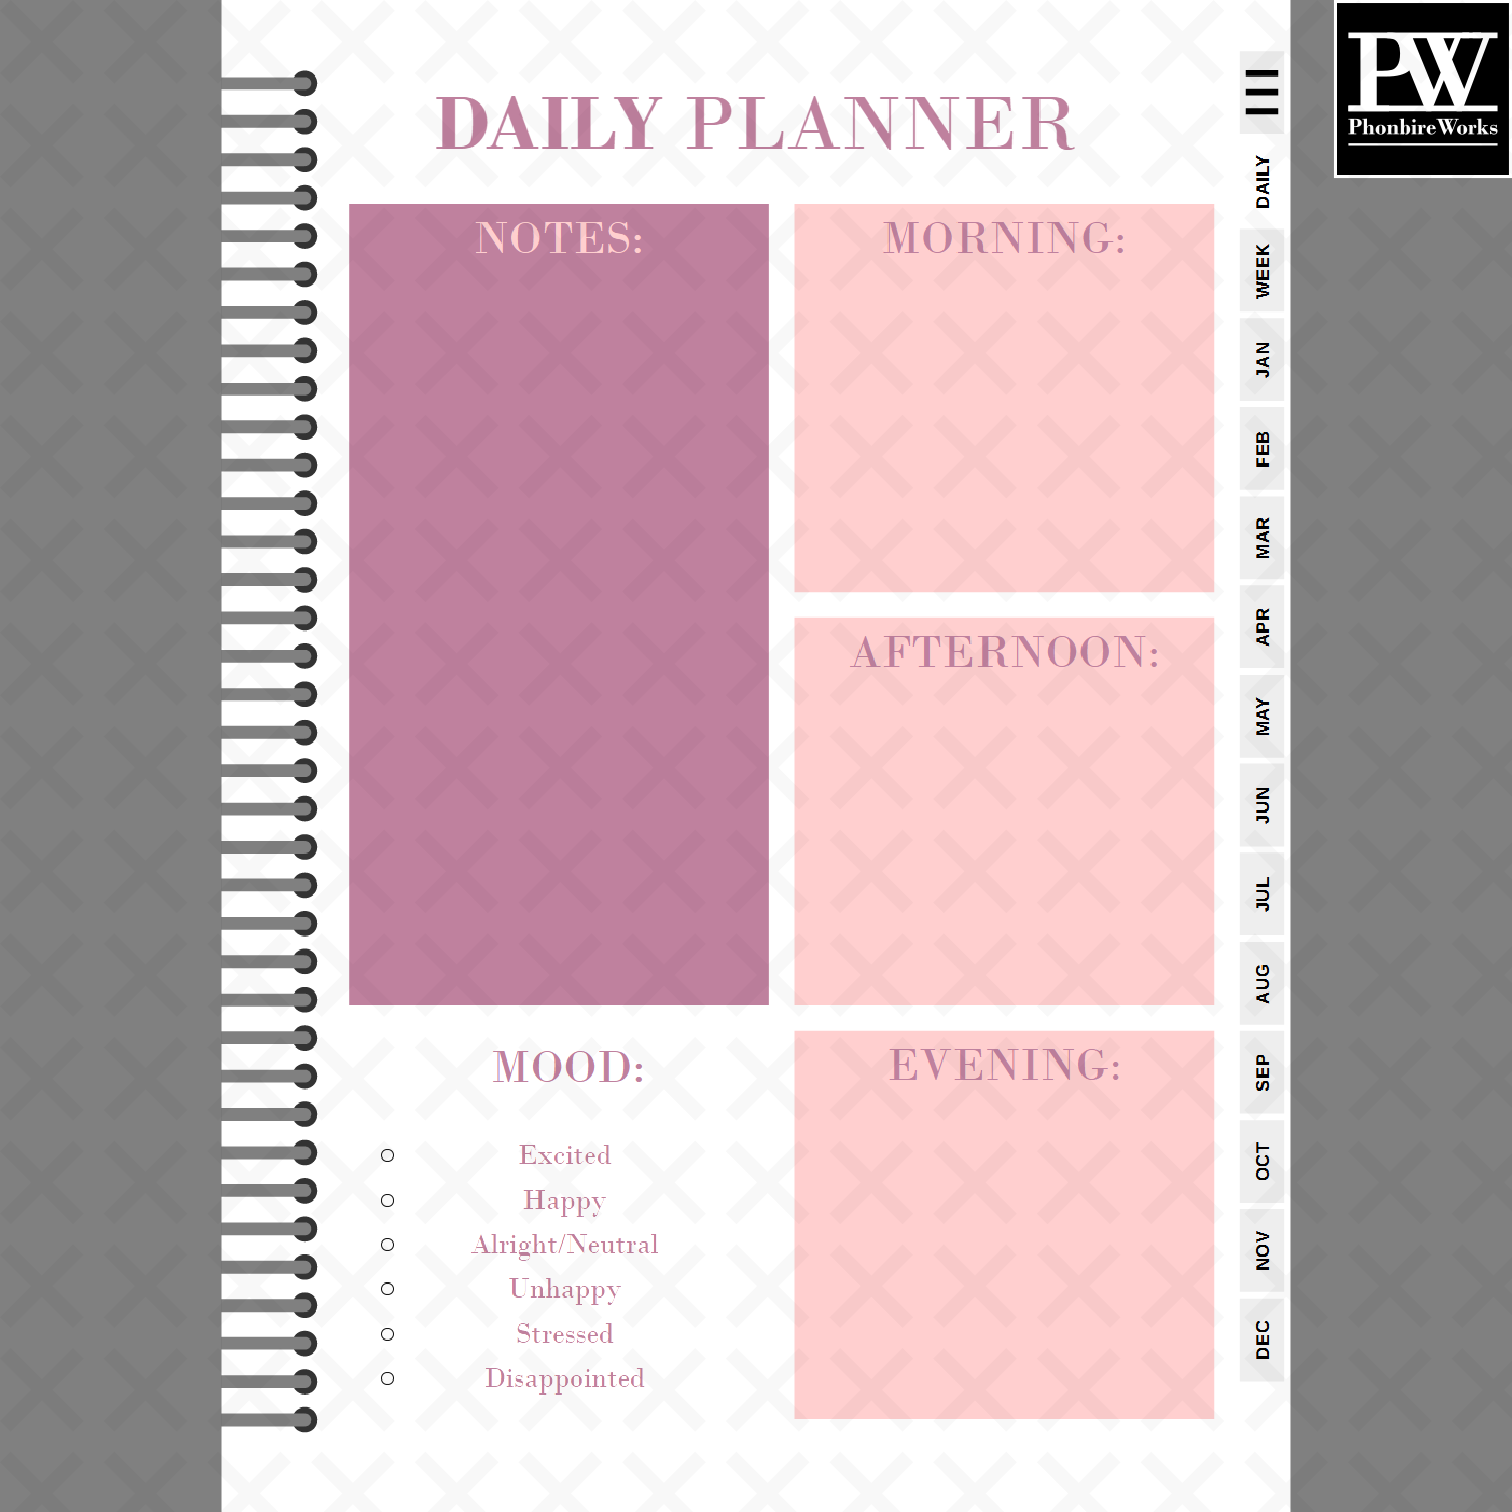 DAILY PLANNER
NOTES:
MORNING:
AFTERNOON:
MOOD:
Excited
Happy
Alright/Neutral
Unhappy
Stressed
Disappointed
EVENING:
DAILY
WEEK
JAN
FEB
MAR
APR
MAY
JUN
JUL
AUG
SEP
OCT
NOV
DEC
PW
PhonbireWorks